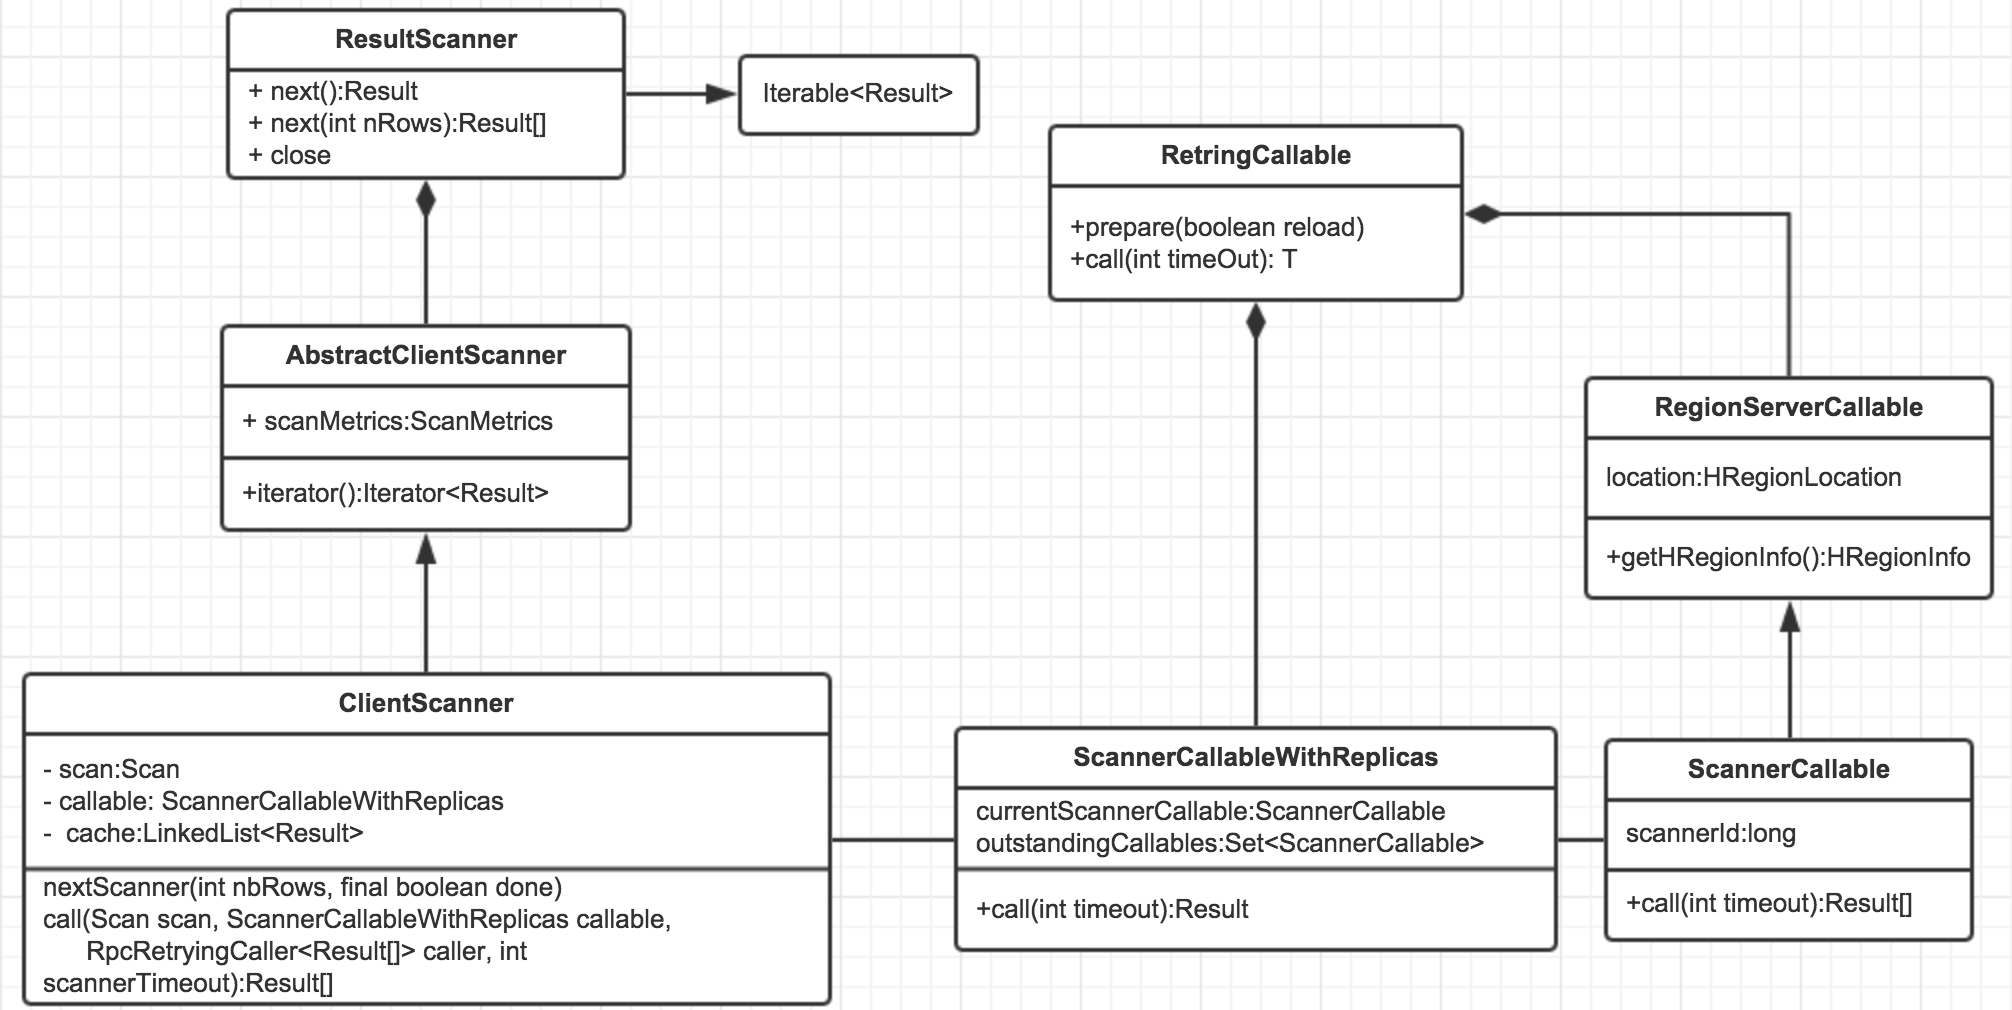 ResultScanner
+ next():Result
+ next(int nRows):Result[]
+ close
Iterable<Result>
RetringCallable
+prepare(boolean reload)
+call(int timeOut): T
AbstractClientScanner
+ scanMetrics:ScanMetrics
+iterator():Iterator<Result>
RegionServerCallable
location:HRegionLocation
+getHRegionInfo():HRegionInfo
ClientScanner
- scan:Scan
- callable: ScannerCallableWithReplicas
- cache:LinkedList<Result>
nextScanner(int nbRows, final boolean done)
call(Scan scan, ScannerCallableWithReplicas callable,
RpcRetryingCaller<Result[]> caller, int
scannerTimeout):Result[]
ScannerCallableWithReplicas
currentScannerCallable:ScannerCallable
outstandingCallables:Set<ScannerCallable>
+call(int timeout):Result
ScannerCallable
scannerId:long
+call(int timeout):Result[]